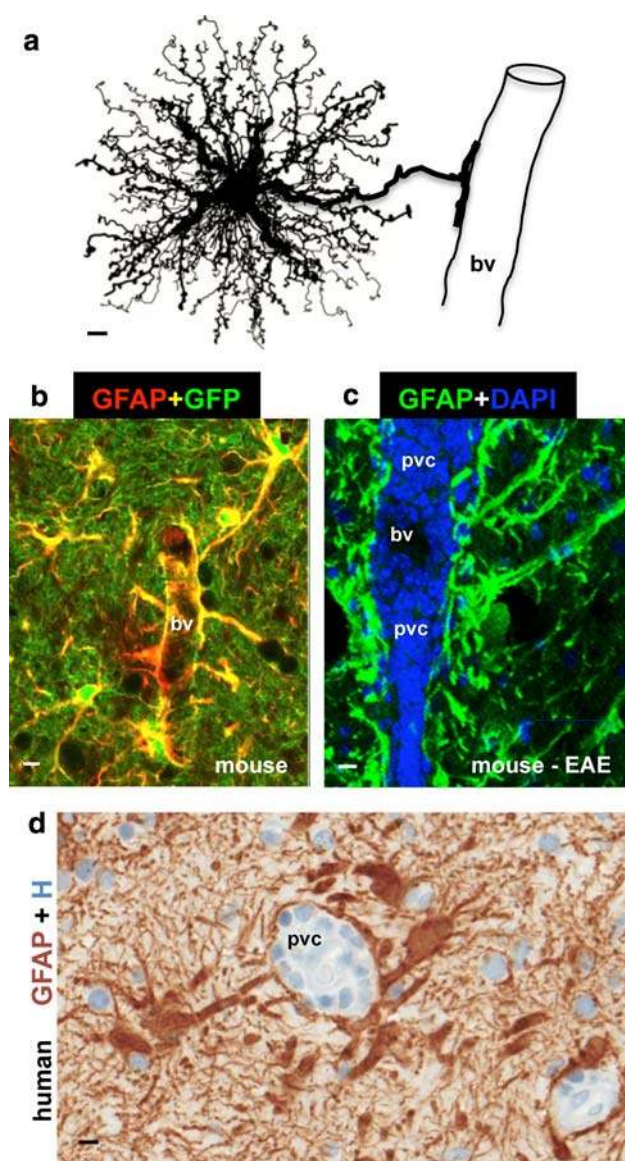 a
bv
b
GFAP+GFP
bv
mouse
c
GFAP+DAPI
pvc
bv
pvc
mouse - EAE
d
human GFAP + H
pvc